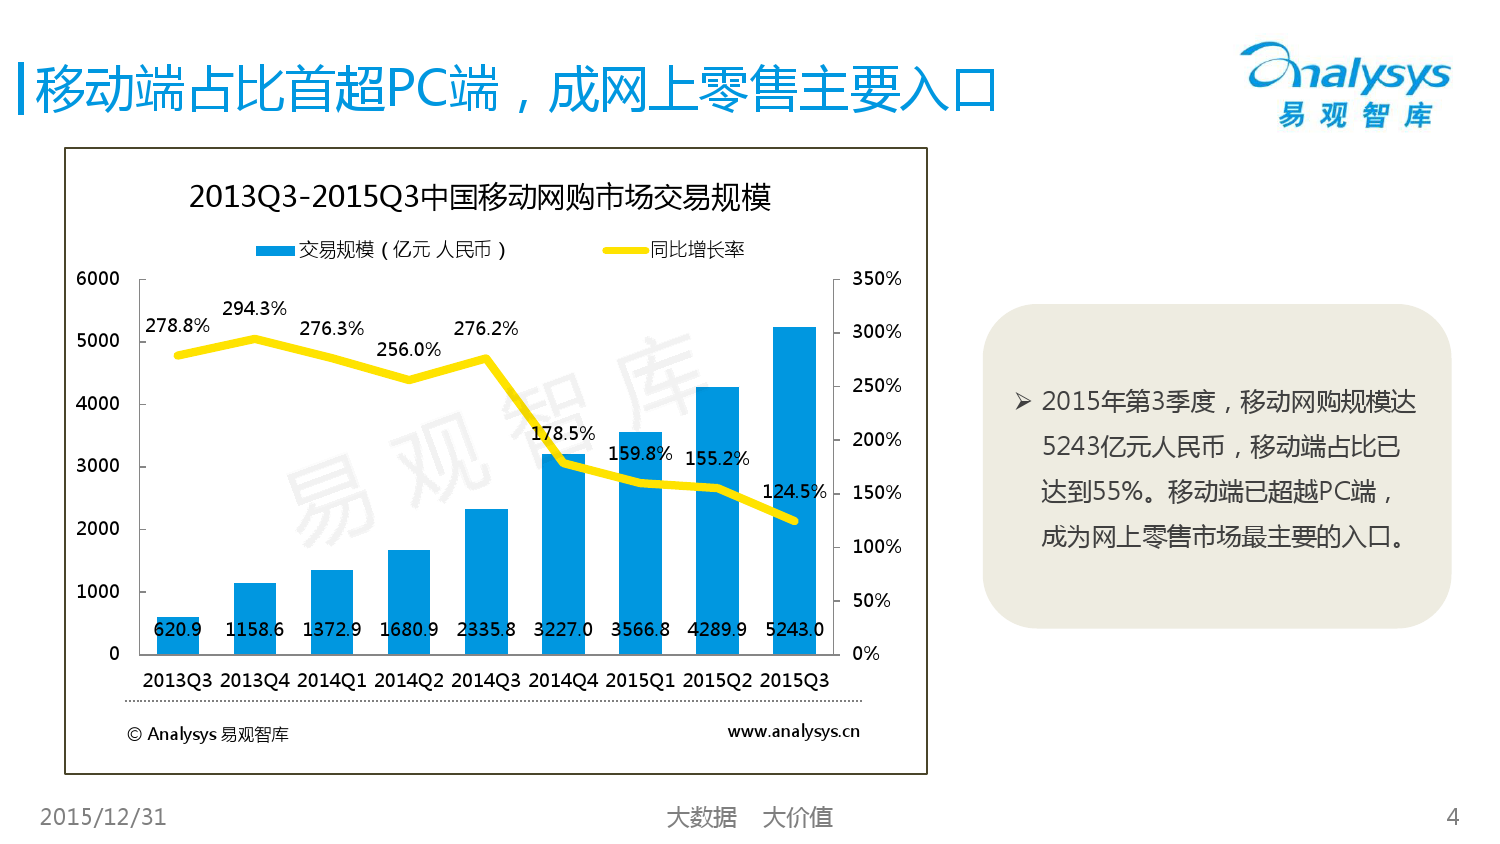 移动端占比首超PC端，成网上零售主要入口
Analysys
易观智库
2013Q3-2015Q3中国移动网购市场交易规模
交易规模（亿元 人民币） 同比增长率
6000
5000
4000
3000
2000
1000
0
350%
300%
250%
200%
150%
100%
50%
0%
278.8% 294.3% 276.3% 256.0% 276.2% 178.5% 159.8% 155.2% 124.5%
易观智库
620.9 1158.6 1372.9 1680.9 2335.8 3227.0 3566.8 4289.9 5243.0
2013Q3 2013Q4 2014Q1 2014Q2 2014Q3 2014Q4 2015Q1 2015Q2 2015Q3
© Analysys 易观智库 www.analysys.cn
➢ 2015年第3季度，移动网购规模达
5243亿元人民币，移动端占比已
达到55%。移动端已超越PC端，
成为网上零售市场最主要的入口。
2015/12/31 大数据 大价值 4